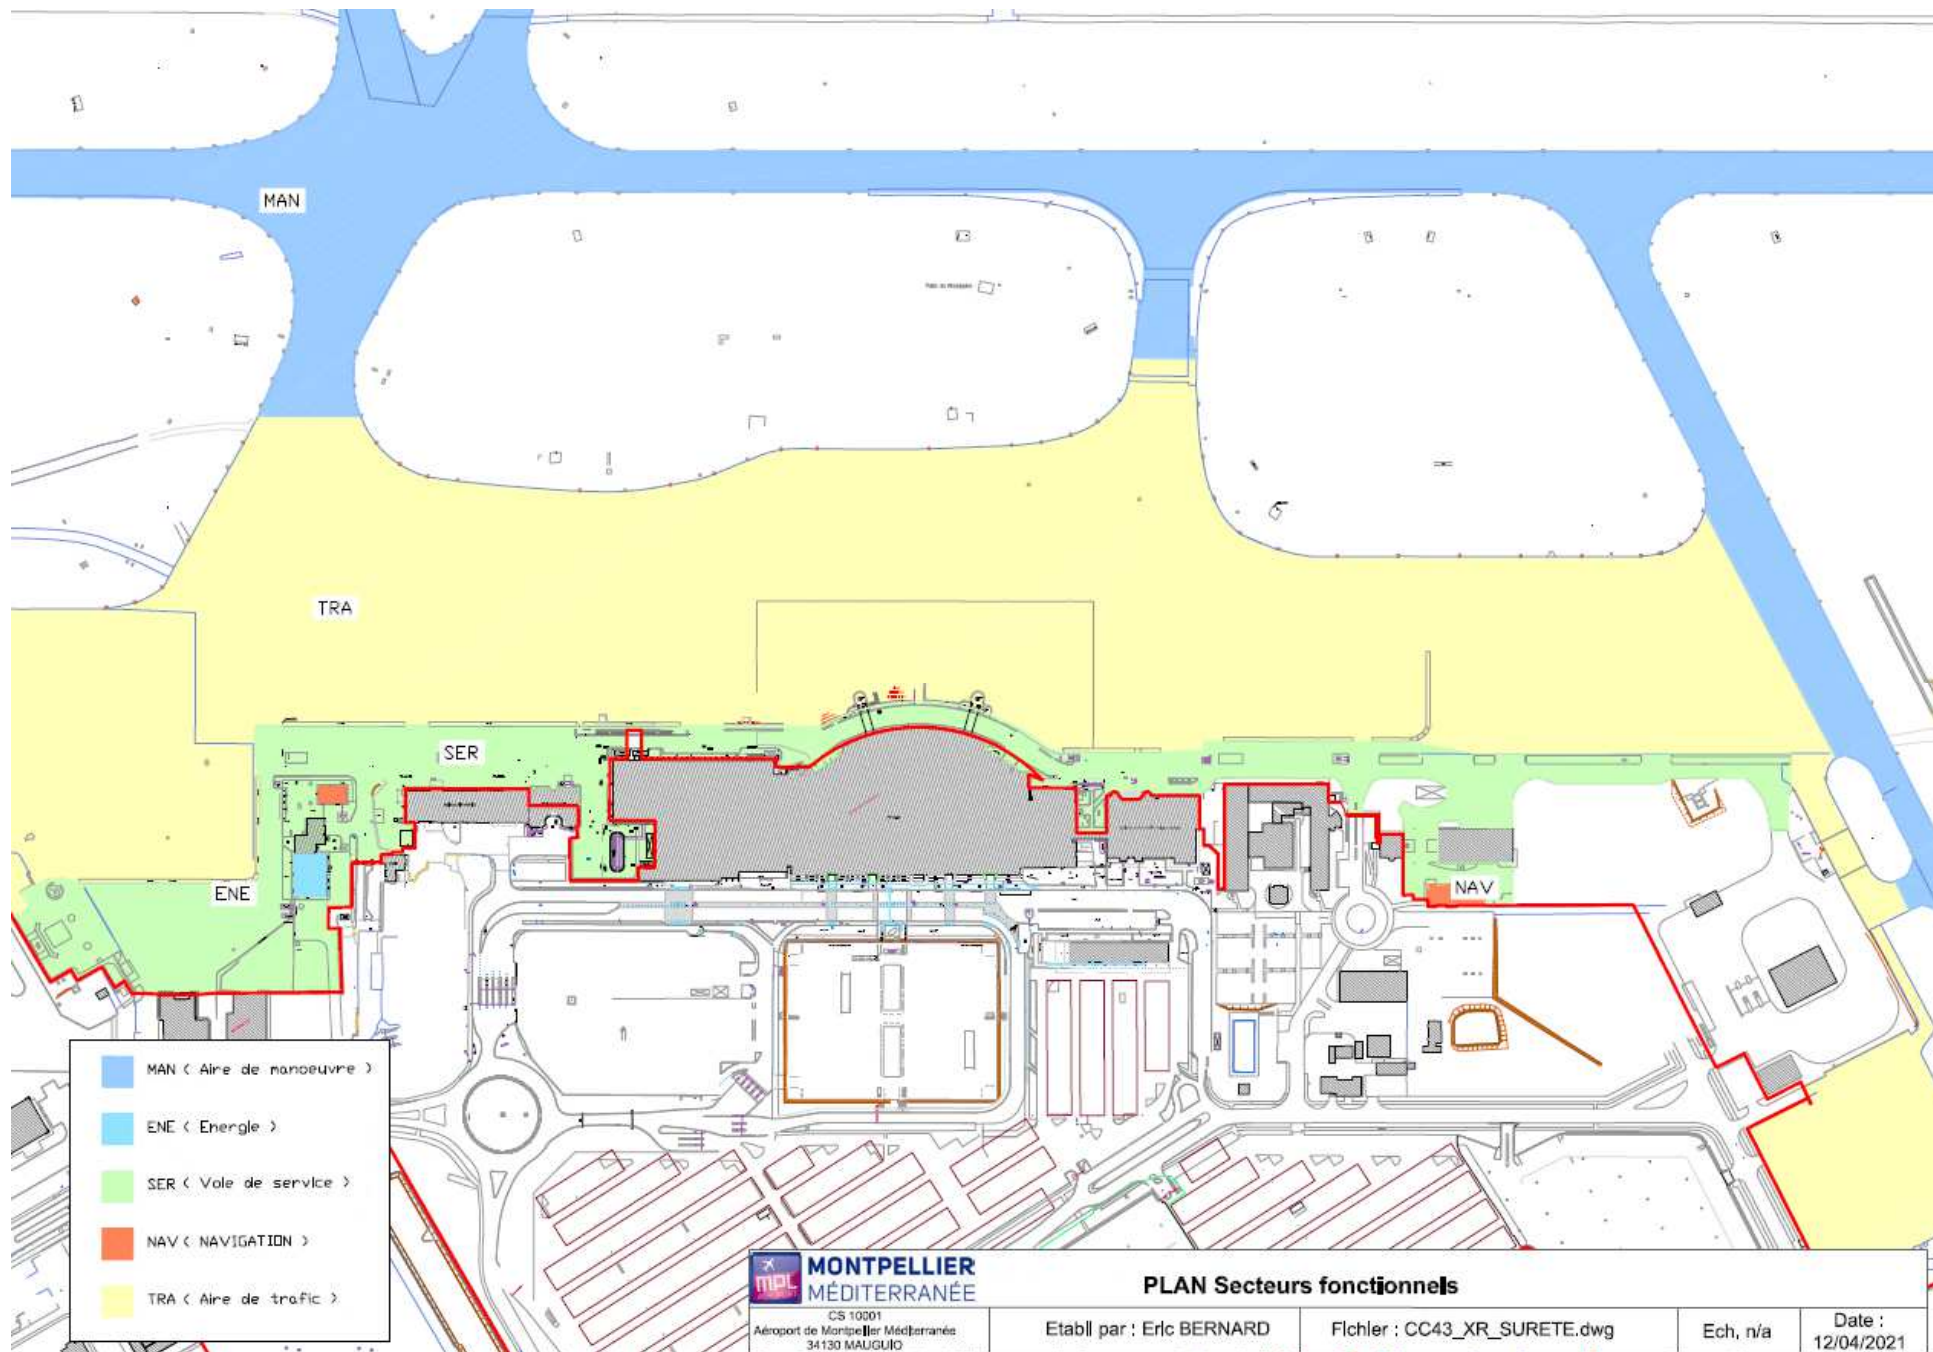 MAN
TRA
SER
ENE
NAV
MAN ( Aire de manoeuvre )
ENE ( Energie )
SER ( Voie de service )
NAV ( NAVIGATION )
TRA ( Aire de trafic )
MPL
MONTPELLIER
MÉDITERRANÉE
CS 10001
Aéroport de Montpellier Méditerranée
34130 MAUGUIO
PLAN Secteurs fonctionnels
Etabli par : Eric BERNARD
Fichier : CC43_XR_SURETE.dwg
Ech, n/a
Date :
12/04/2021